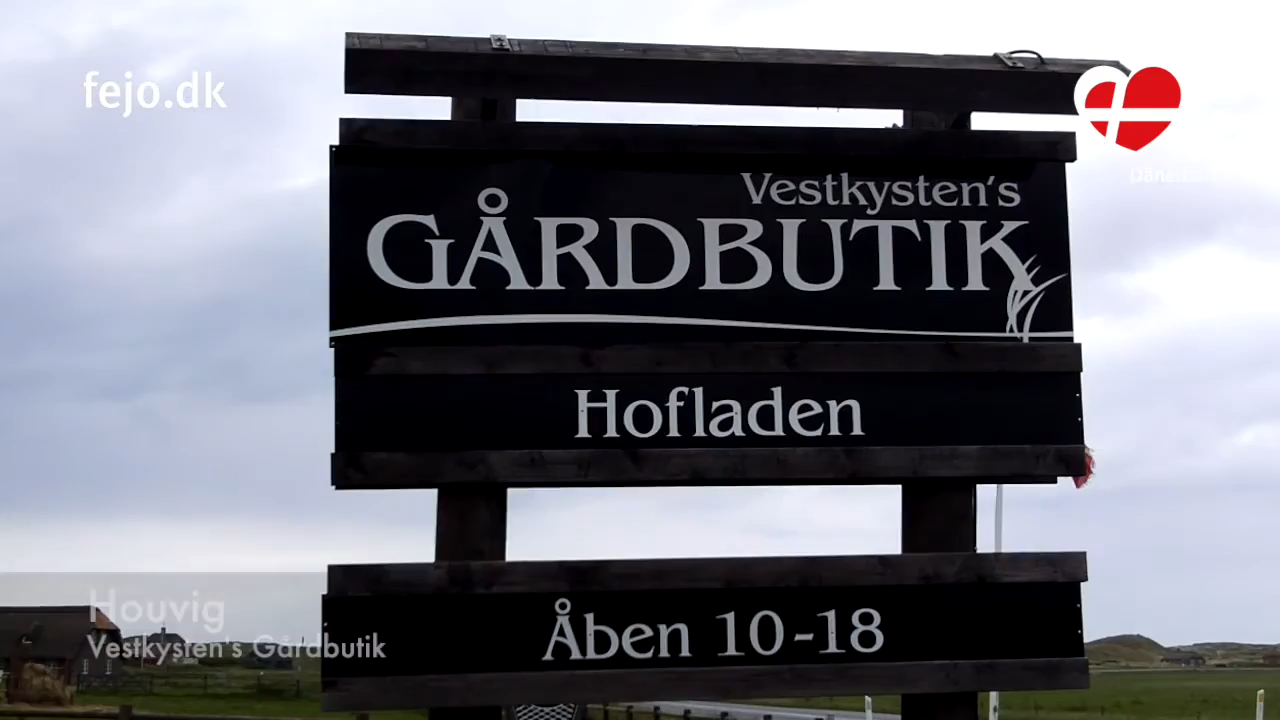 fejo.dk
Vestkysten's
GÅRDBUTIK
Hofladen
Åben 10-18
Houvig
Vestkysten's Gårdbutik